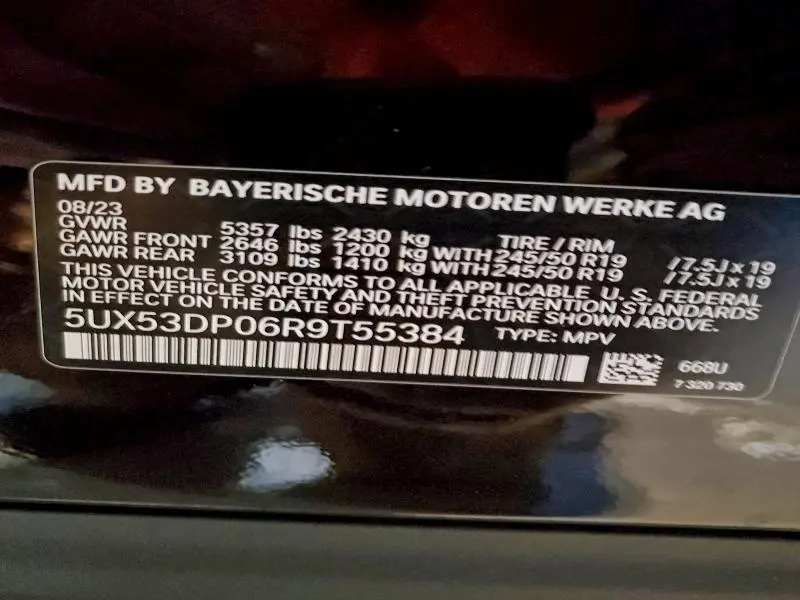 MFD BY BAYERISCHE MOTOREN WERKE AG
08/23
GVWR 5357 lbs 2430 kg TIRE / RIM
GAWR FRONT 2646 lbs 1200 kg WITH 245/50 R19 /7.5J x 19
GAWR REAR 3109 lbs 1410 kg WITH 245/50 R19 /7.5J x 19
THIS VEHICLE CONFORMS TO ALL APPLICABLE U. S. FEDERAL
MOTOR VEHICLE SAFETY AND THEFT PREVENTION STANDARDS
IN EFFECT ON THE DATE OF MANUFACTURE SHOWN ABOVE.
5UX53DP06R9T55384 TYPE: MPV
668U
7 320 730